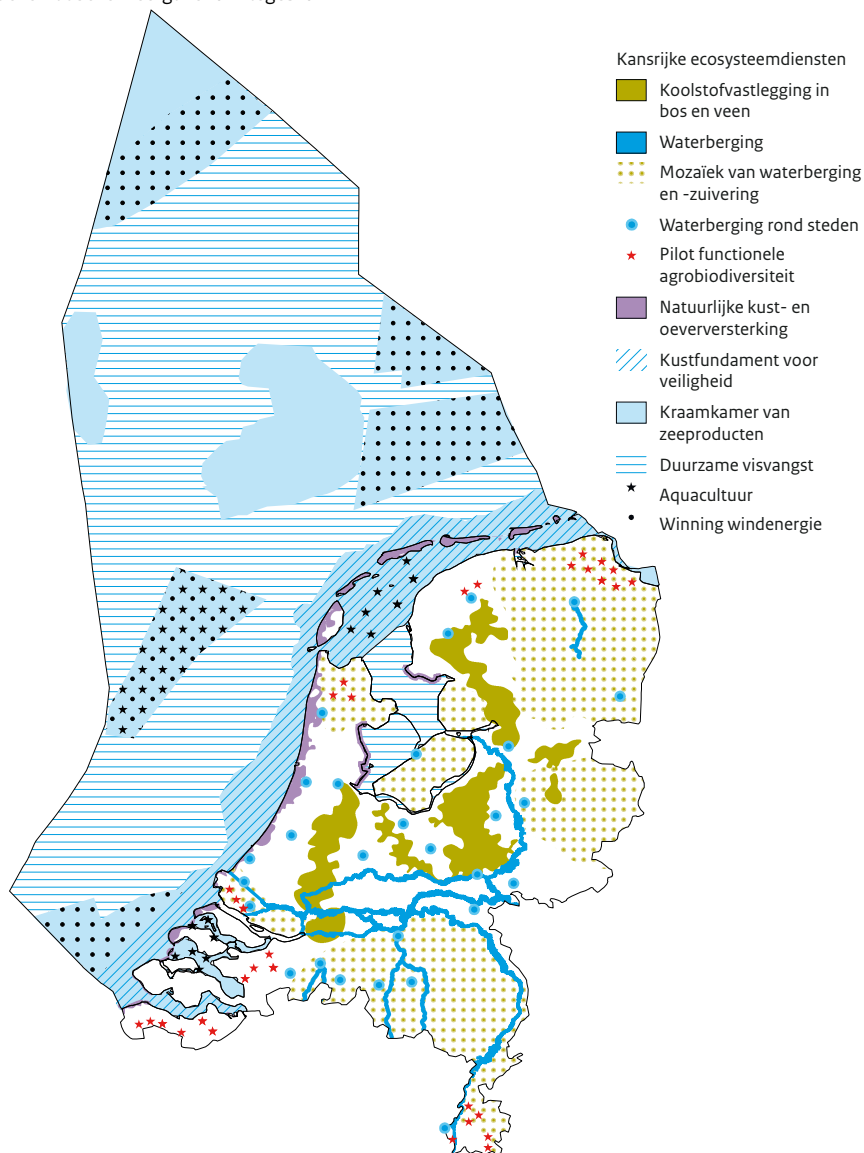 Kansrijke ecosysteemdiensten
Koolstofvastlegging in
bos en veen
Waterberging
Mozaïek van waterberging
en -zuivering
Waterberging rond steden
Pilot functionele
agrobiodiversiteit
Natuurlijke kust- en
oeverversterking
Kustfundament voor
veiligheid
Kraamkamer van
zeeproducten
Duurzame visvangst
Aquacultuur
Winning windenergie